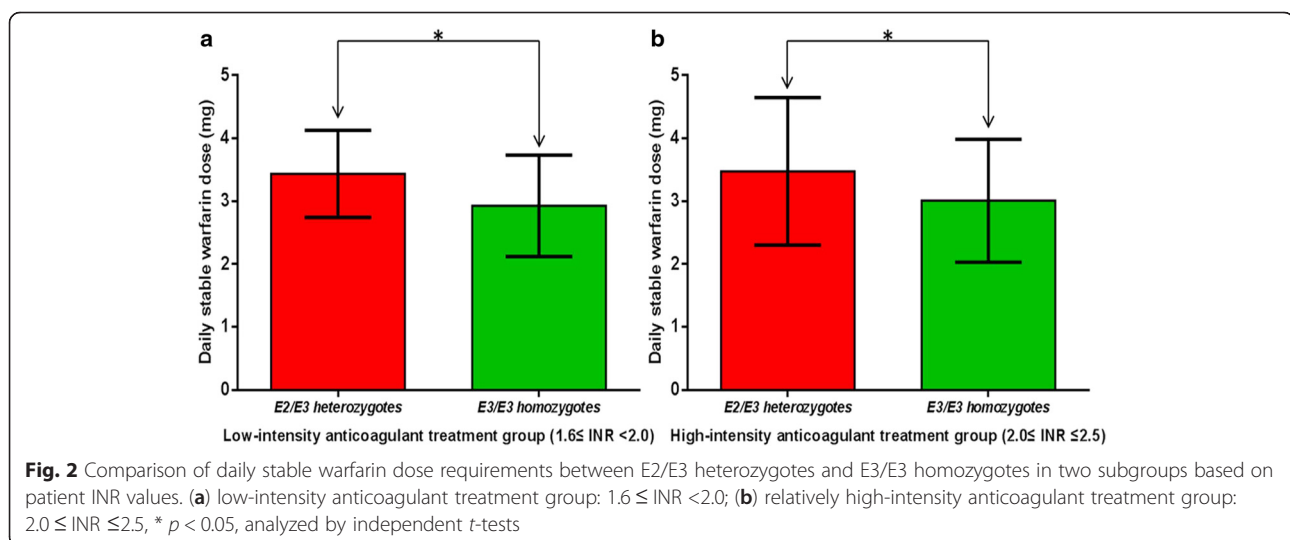 a
*
Daily stable warfarin dose (mg)
5
4
3
2
1
0
E2/E3 heterozygotes E3/E3 homozygotes
Low-intensity anticoagulant treatment group (1.6≤ INR <2.0)
b
*
Daily stable warfarin dose (mg)
5
4
3
2
1
0
E2/E3 heterozygotes E3/E3 homozygotes
High-intensity anticoagulant treatment group (2.0≤ INR ≤2.5)
Fig. 2 Comparison of daily stable warfarin dose requirements between E2/E3 heterozygotes and E3/E3 homozygotes in two subgroups based on
patient INR values. (a) low-intensity anticoagulant treatment group: 1.6 ≤ INR <2.0; (b) relatively high-intensity anticoagulant treatment group:
2.0 ≤ INR ≤2.5, * p < 0.05, analyzed by independent t-tests